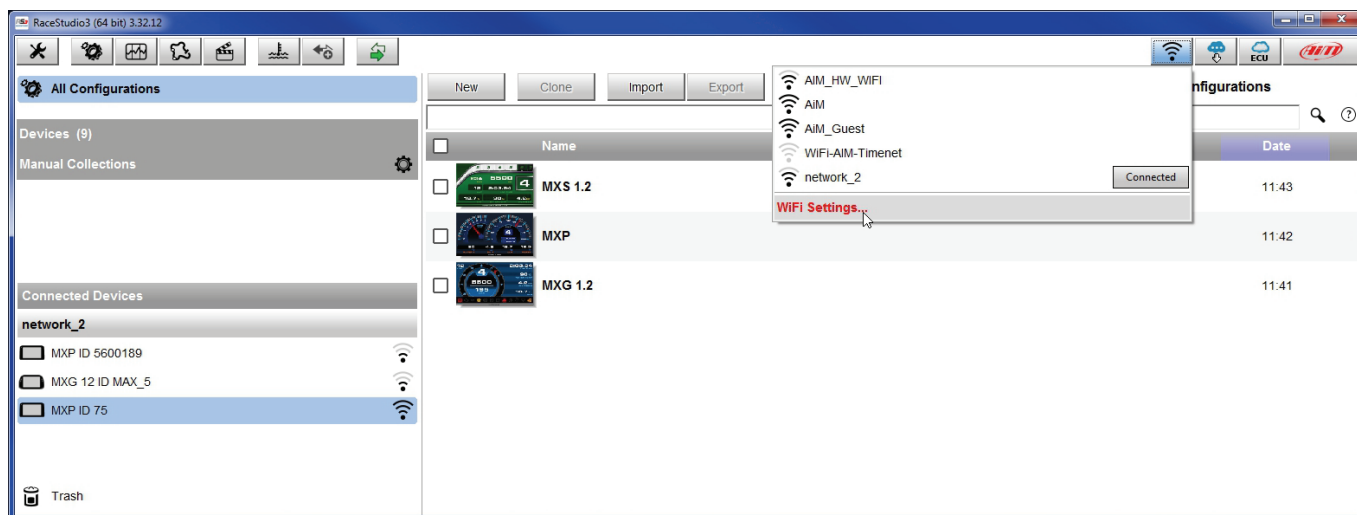 RaceStudio3 (64 bit) 3.32.12
ECU
AiM
All Configurations
Devices (9)
Manual Collections
Connected Devices
network_2
MXP ID 5600189
MXG 12 ID MAX_5
MXP ID 75
Trash
New Clone Import Export
nfigurations
Name Date
MXS 1.2 11:43
MXP 11:42
MXG 1.2 11:41
AIM_HW_WIFI
AiM
AiM_Guest
WiFi-AIM-Timenet
network_2 Connected
WiFi Settings...